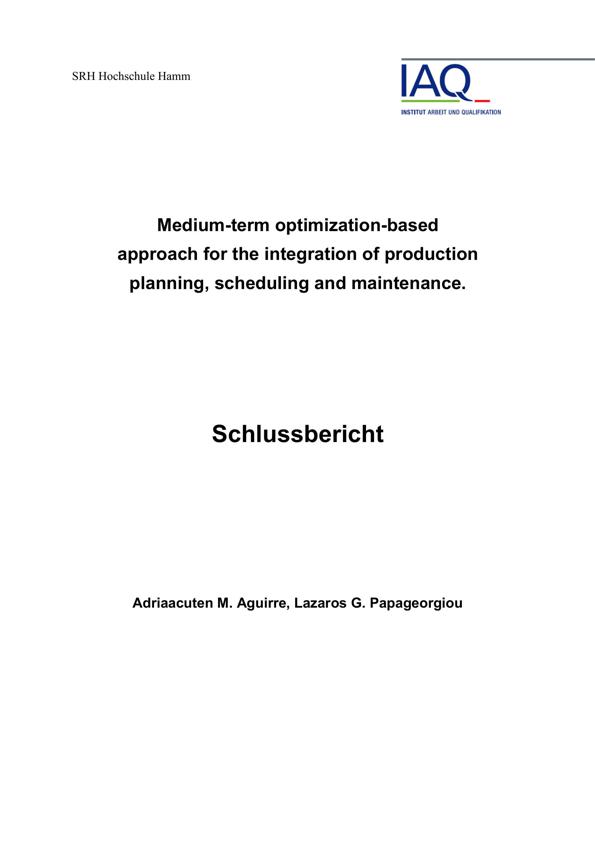 SRH Hochschule Hamm
IAQ
INSTITUT ARBEIT UND QUALIFIKATION
Medium-term optimization-based
approach for the integration of production
planning, scheduling and maintenance.
Schlussbericht
Adriaacuten M. Aguirre, Lazaros G. Papageorgiou